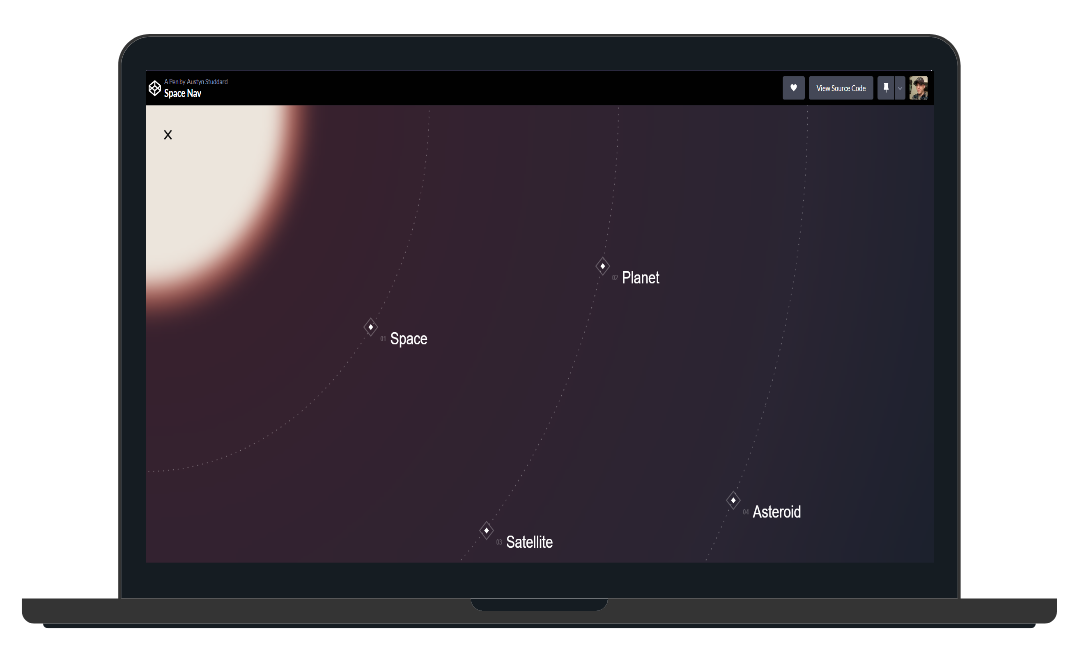 A Pen by Austyn Studdard
Space Nav
View Source Code
X
02 Planet
01 Space
04 Asteroid
03 Satellite